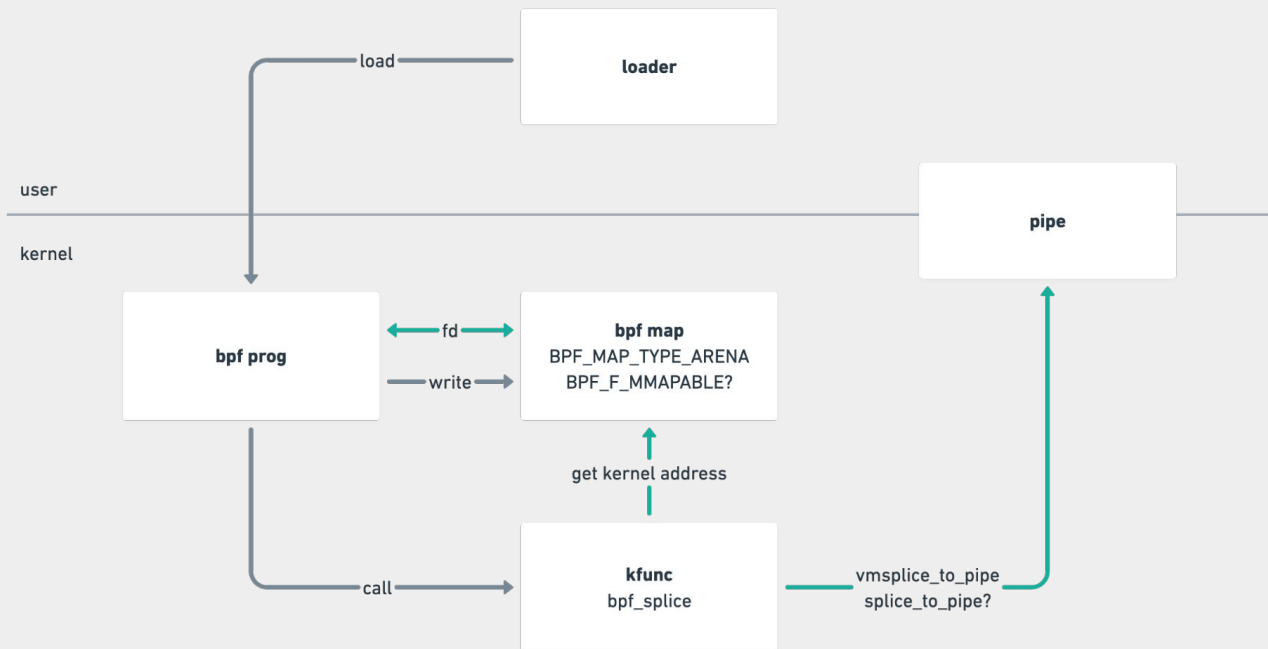 load
loader
user
pipe
kernel
bpf prog
fd
write
bpf map
BPF_MAP_TYPE_ARENA
BPF_F_MMAPABLE?
get kernel address
call
kfunc
bpf_splice
vmsplice_to_pipe
splice_to_pipe?